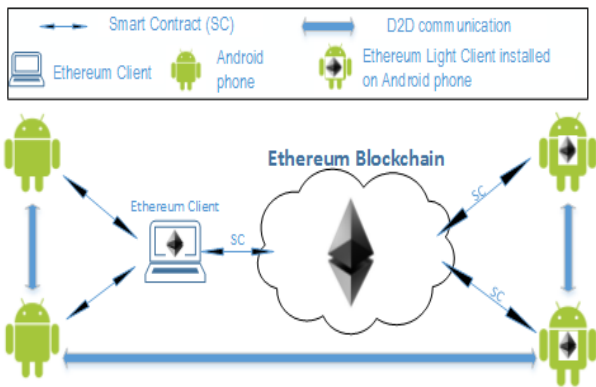 Smart Contract (SC)
D2D communication
Ethereum Client
Android
phone
Ethereum Light Client installed
on Android phone
Ethereum Blockchain
Ethereum Client
SC
SC
SC